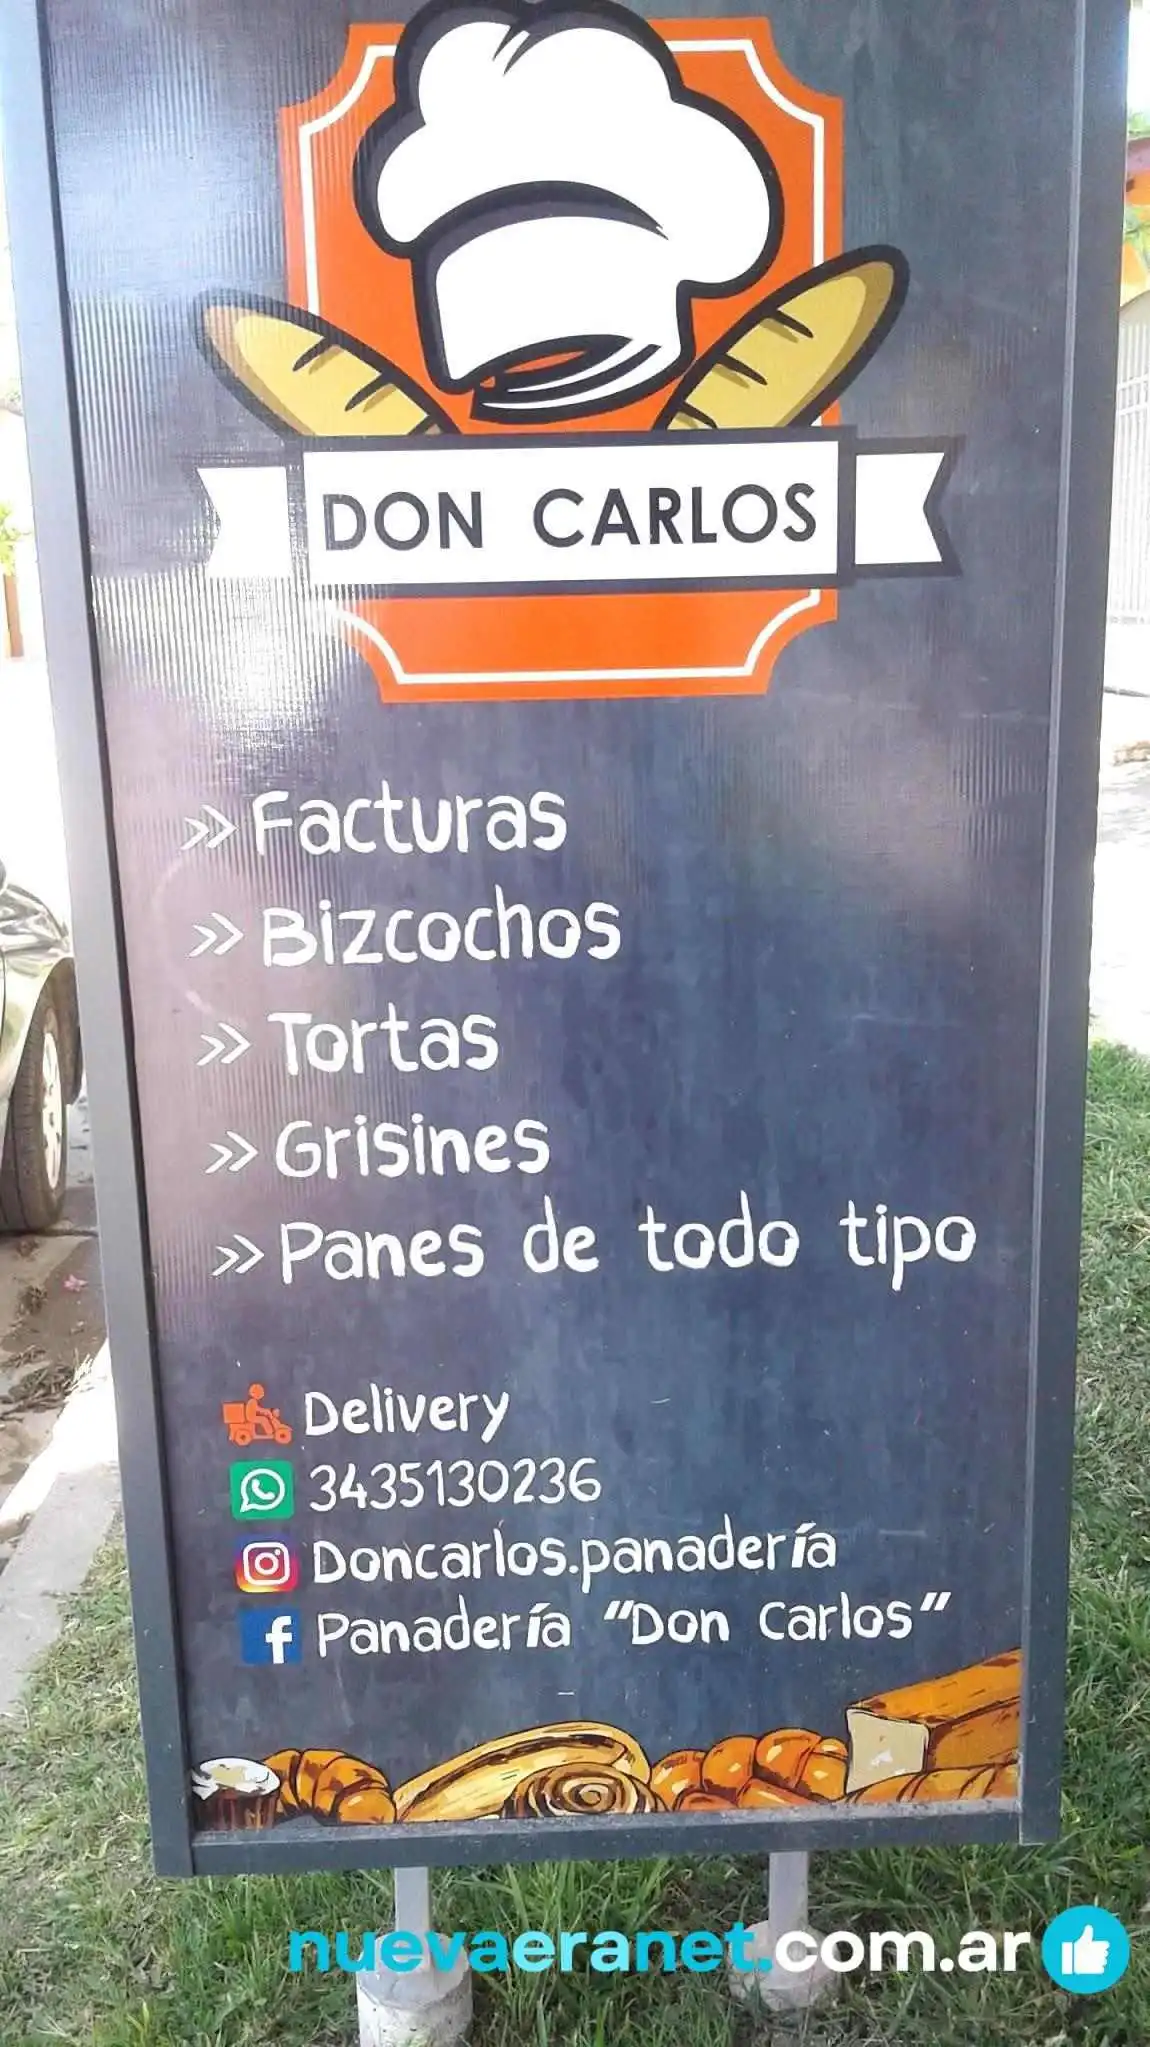 DON CARLOS
» Facturas
» Bizcochos
» Tortas
» Grisines
» Panes de todo tipo
Delivery
3435130236
Doncarlos.panadería
Panadería "Don Carlos"
nuevaeranet.com.ar